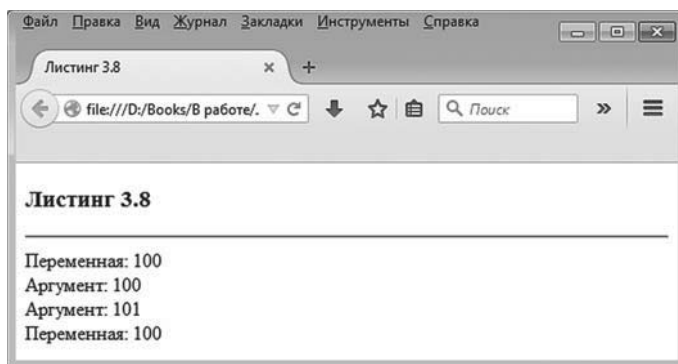 Файл Правка Вид Журнал Закладки Инструменты Справка
Листинг 3.8
file:///D:/Books/В работе/.
Поиск
Листинг 3.8
Переменная: 100
Аргумент: 100
Аргумент: 101
Переменная: 100